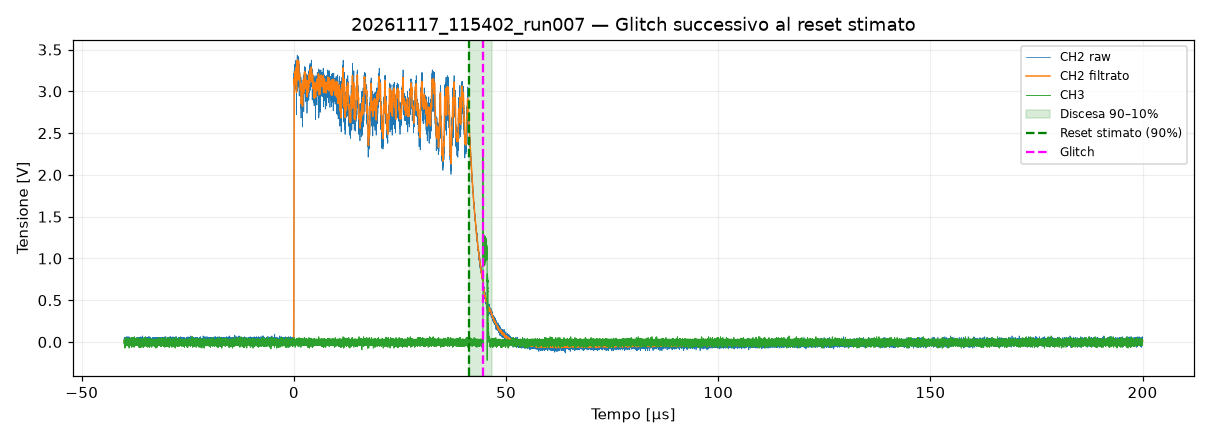 20261117_115402_run007 — Glitch successivo al reset stimato
Tensione [V]
3.5
3.0
2.5
2.0
1.5
1.0
0.5
0.0
CH2 raw
CH2 filtrato
CH3
Discesa 90–10%
Reset stimato (90%)
Glitch
−50
0
50
100
150
200
Tempo [µs]